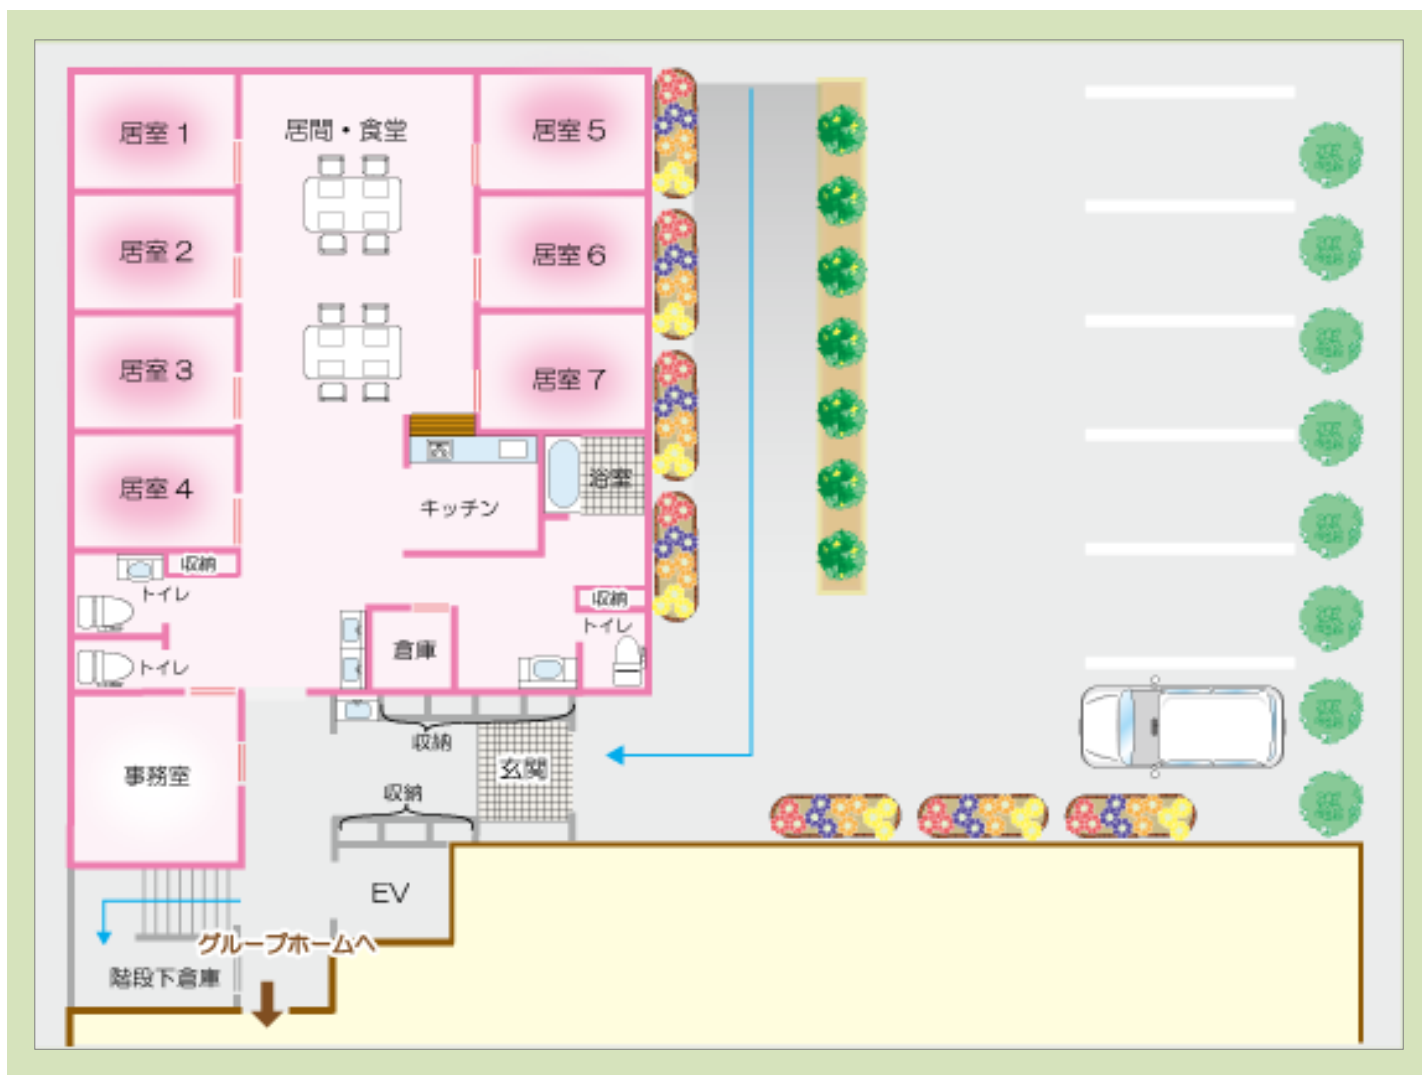 居室１
居間・食堂
居室５
居室２
居室６
居室３
居室７
居室４
浴室
キッチン
収納
トイレ
収納
トイレ
倉庫
トイレ
収納
玄関
事務室
収納
EV
グループホームへ
階段下倉庫